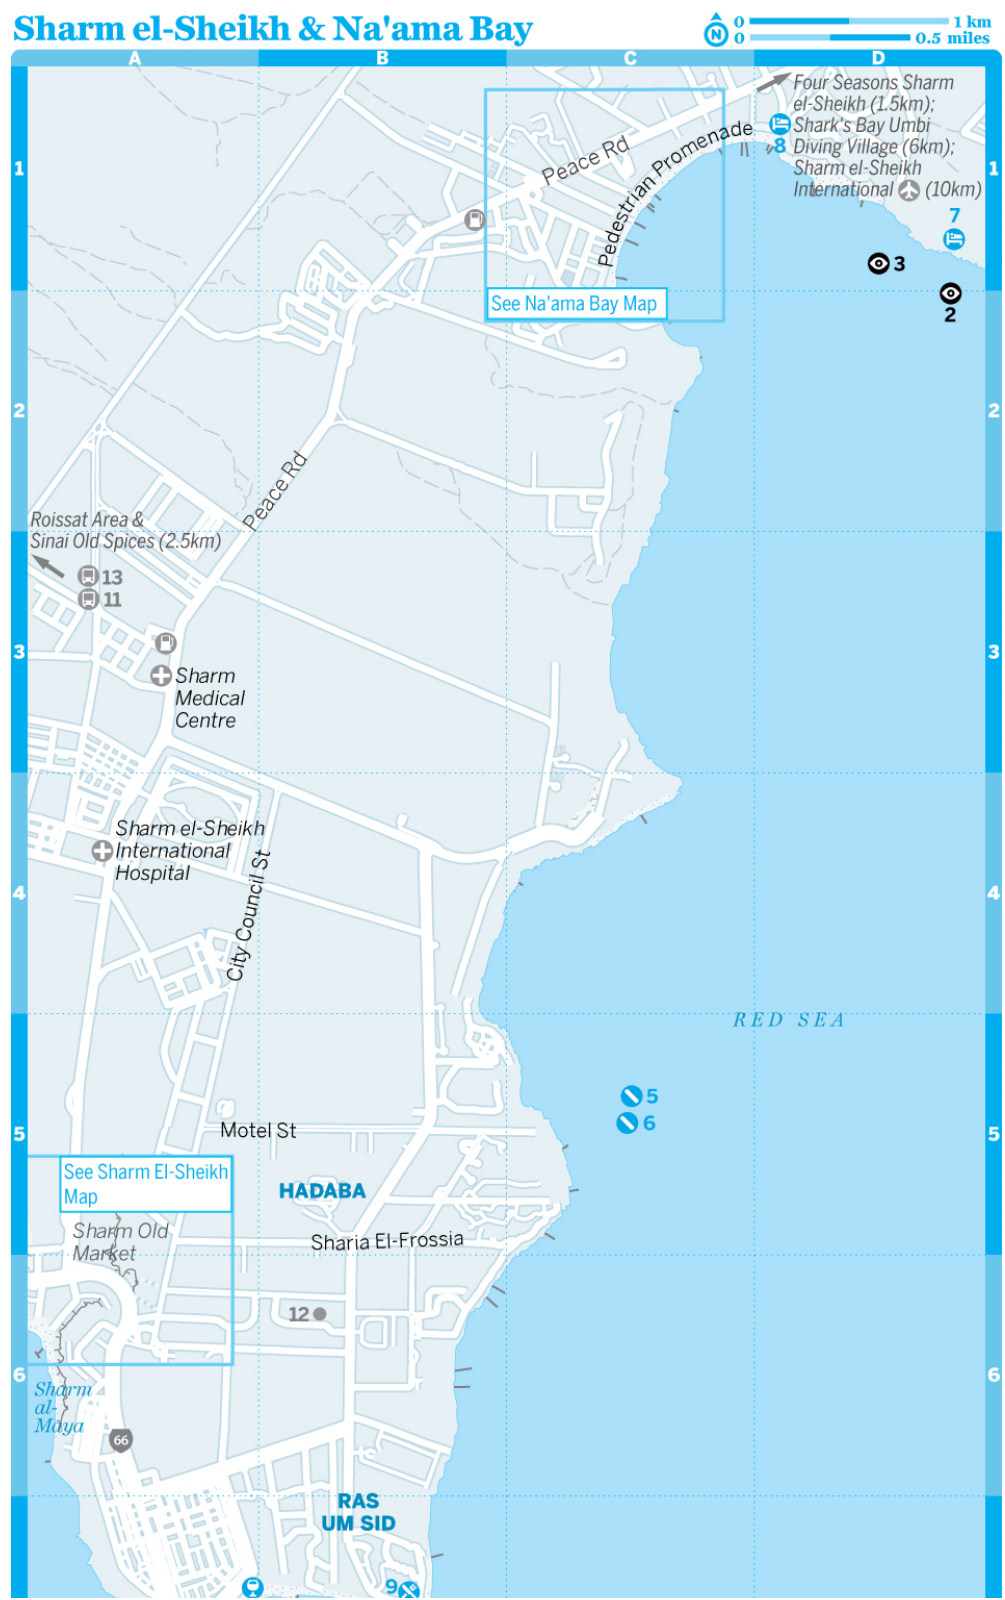 Sharm el-Sheikh & Na'ama Bay
N
0 1 km
0 0.5 miles
A B C D
Four Seasons Sharm
el-Sheikh (1.5km);
Shark's Bay Umbi
Diving Village (6km);
Sharm el-Sheikh
International (10km)
8
Peace Rd
Pedestrian Promenade
1
7
3
2
See Na'ama Bay Map
2 2
Peace Rd
Roissat Area &
Sinai Old Spices (2.5km)
13
11
3 3
Sharm
Medical
Centre
Sharm el-Sheikh
International
Hospital
City Council St
4 4
RED SEA
5
6
5 5
Motel St
See Sharm El-Sheikh
Map
HADABA
Sharm Old
Market
Sharia El-Frossia
12
6 6
Sharm
al-
Maya
66
RAS
UM SID
9